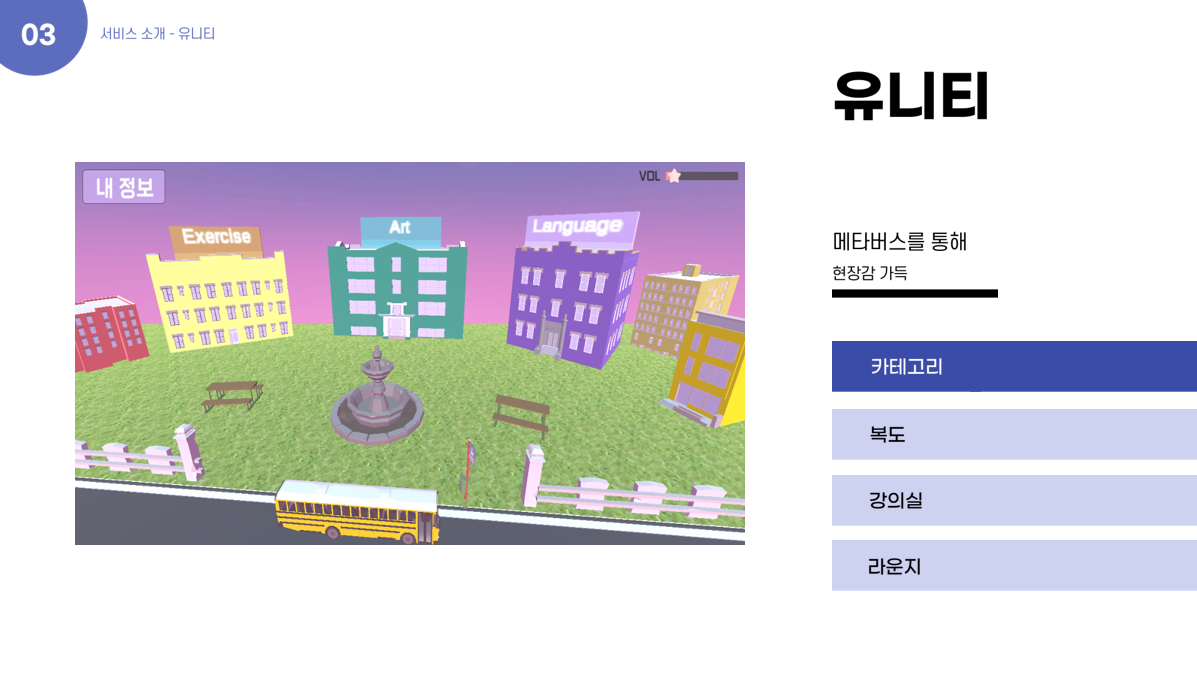 03
서비스 소개 - 유니티
유니티
내 정보
VOL
Exercise
Art
Language
메타버스를 통해
현장감 가득
카테고리
복도
강의실
라운지